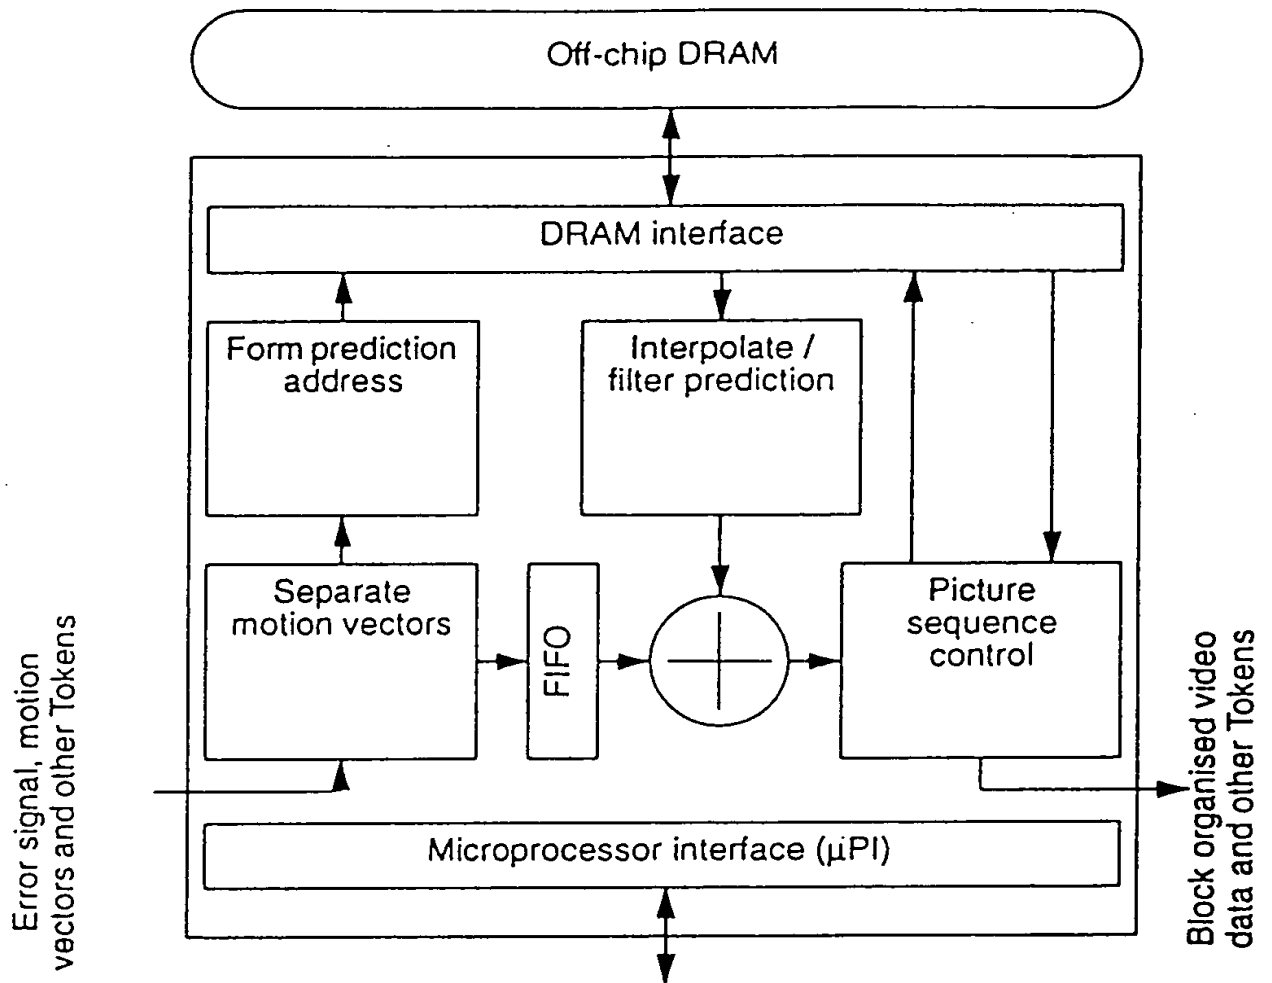 Off-chip DRAM
DRAM interface
Form prediction
address
Interpolate /
filter prediction
Separate
motion vectors
FIFO
Picture
sequence
control
Error signal, motion
vectors and other Tokens
Block organised video
data and other Tokens
Microprocessor interface (µPI)